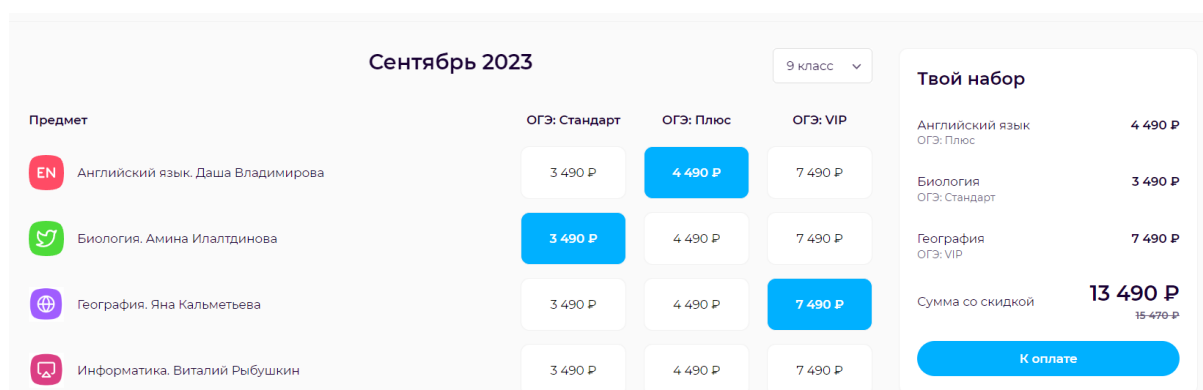 Сентябрь 2023
9 класс
Предмет
ОГЭ: Стандарт
ОГЭ: Плюс
ОГЭ: VIP
EN
Английский язык. Даша Владимирова
3 490 ₽
4 490 ₽
7 490 ₽
Биология. Амина Илалтдинова
3 490 ₽
4 490 ₽
7 490 ₽
География. Яна Кальметьева
3 490 ₽
4 490 ₽
7 490 ₽
Информатика. Виталий Рыбушкин
3 490 ₽
4 490 ₽
7 490 ₽
Твой набор
Английский язык
4 490 ₽
ОГЭ: Плюс
Биология
3 490 ₽
ОГЭ: Стандарт
География
7 490 ₽
ОГЭ: VIP
Сумма со скидкой
13 490 ₽
15 470 ₽
К оплате